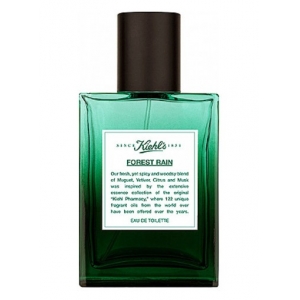 SINCE Kiehl's 1851
FOREST RAIN
Our fresh, yet spicy and woodsy blend
of Muguet, Vetiver, Citrus and Musk
was inspired by the extensive
essence collection of the original
"Kiehl Pharmacy," where 122 unique
fragrant oils from the world over
have been offered over the years.
EAU DE TOILETTE